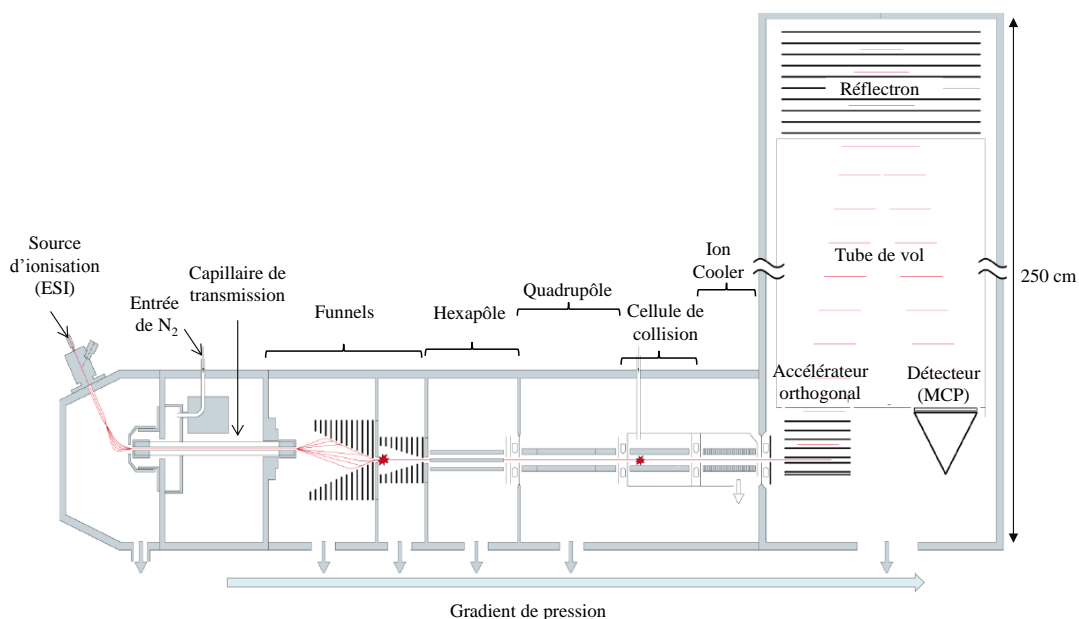 Source
d'ionisation
(ESI)
Entrée
de N2
Capillaire de
transmission
Funnels
Hexapôle
Quadrupôle
Cellule de
collision
Ion
Cooler
Réflectron
Tube de vol
250 cm
Accélérateur
orthogonal
Détecteur
(MCP)
Gradient de pression